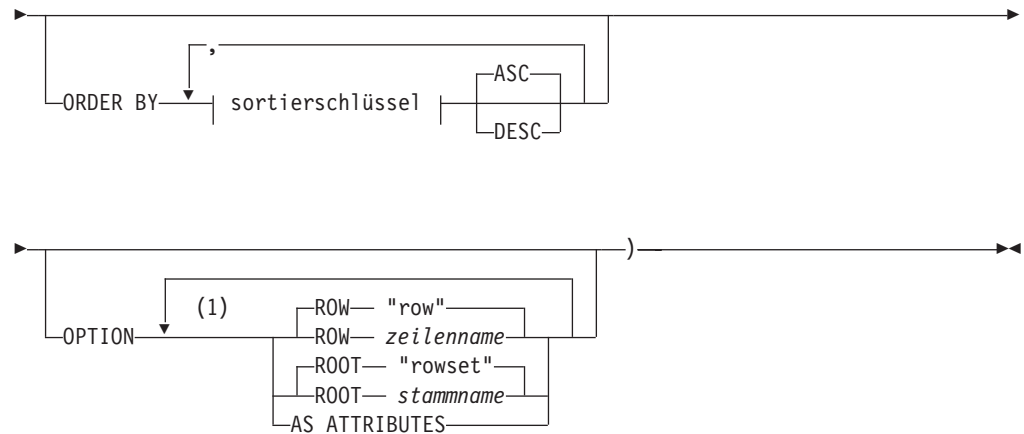 ,
ASC
ORDER BY sortierschlüssel
DESC
)
(1) ROW "row"
OPTION ROW zeilenname
ROOT "rowset"
ROOT stammname
AS ATTRIBUTES